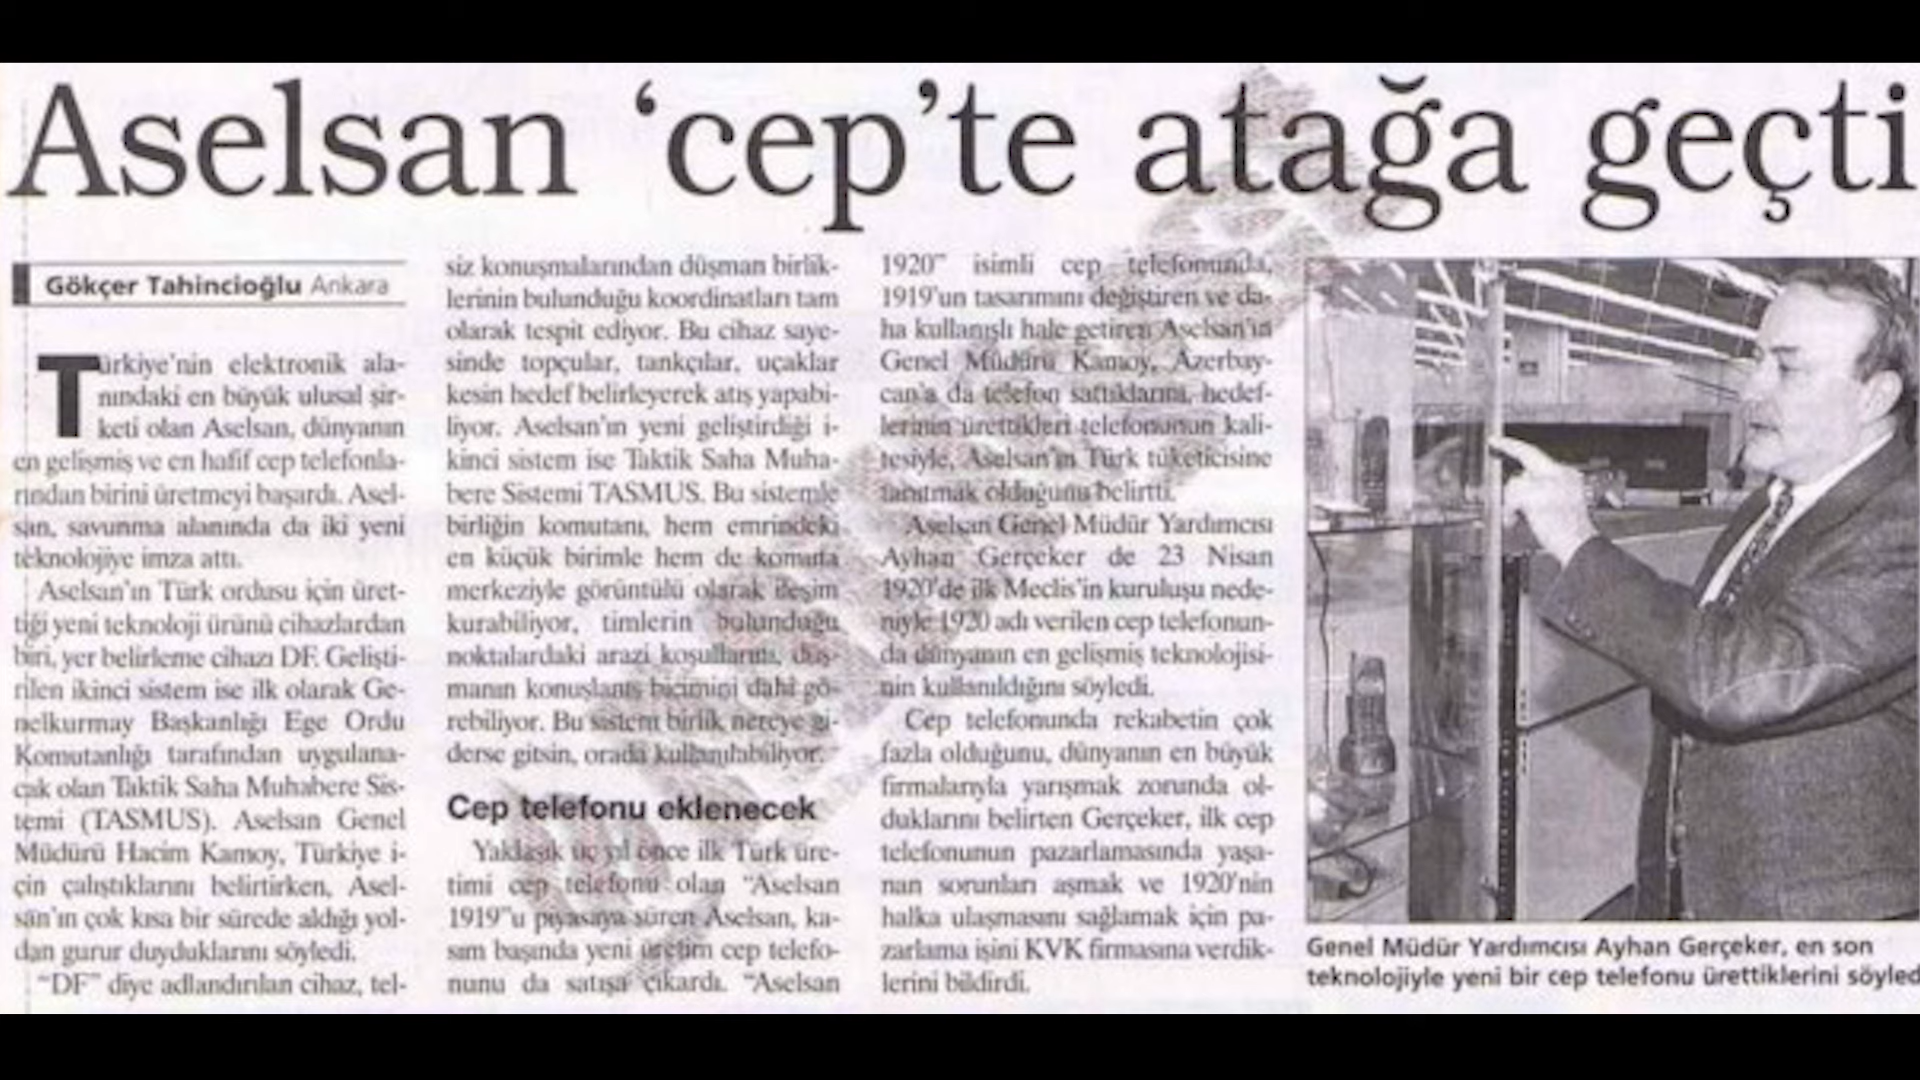 Aselsan ‘cep’te atağa geçti
Gökçer Tahincioğlu Ankara
Türkiye'nin elektronik ala-
nındaki en büyük ulusal şir-
keti olan Aselsan, dünyanın
en gelişmiş ve en hafif cep telefonla-
rından birini üretmeyi başardı. Asel-
san, savunma alanında da iki yeni
teknolojiye imza attı.
Aselsan'ın Türk ordusu için üret-
tiği yeni teknoloji ürünü cihazlardan
biri, yer belirleme cihazı DF. Gelişti-
rilen ikinci sistem ise ilk olarak Ge-
nelkurmay Başkanlığı Ege Ordu
Komutanlığı tarafından uygulana-
cak olan Taktik Saha Muhabere Sis-
temi (TASMUS). Aselsan Genel
Müdürü Hacim Kamoy, Türkiye i-
çin çalıştıklarını belirtirken, Asel-
san'ın çok kısa bir sürede aldığı yol-
dan gurur duyduklarını söyledi.
“DF” diye adlandırılan cihaz, tel-
siz konuşmalarından düşman birlik-
lerinin bulunduğu koordinatları tam
olarak tespit ediyor. Bu cihaz saye-
sinde topçular, tankçılar, uçaklar
kesin hedef belirleyerek atış yapabi-
liyor. Aselsan'ın yeni geliştirdiği i-
kinci sistem ise Taktik Saha Muha-
bere Sistemi TASMUS. Bu sistemle
birliğin komutanı, hem emrindeki
en küçük birimle hem de komuta
merkeziyle görüntülü olarak ileşim
kurabiliyor, timlerin bulunduğu
noktalardaki arazi koşullarını, düş-
manın konuşlanış biçimini dahi gö-
rebiliyor. Bu sistem birlik nereye gi-
derse gitsin, orada kullanılabiliyor.
Cep telefonu eklenecek
Yaklaşık üç yıl önce ilk Türk üre-
timi cep telefonu olan “Aselsan
1919”u piyasaya süren Aselsan, ka-
sım başında yeni üretim cep telefo-
nunu da satışa çıkardı. “Aselsan
1920” isimli cep telefonunda,
1919'un tasarımını değiştiren ve da-
ha kullanışlı hale getiren Aselsan'ın
Genel Müdürü Kamoy, Azerbay-
can'a da telefon sattıklarını, hedef-
lerinin ürettikleri telefonunun kali-
tesiyle, Aselsan'ın Türk tüketicisine
tanıtmak olduğunu belirtti.
Aselsan Genel Müdür Yardımcısı
Ayhan Gerçeker de 23 Nisan
1920'de ilk Meclis'in kuruluşu nede-
niyle 1920 adı verilen cep telefonun-
da dünyanın en gelişmiş teknolojisi-
nin kullanıldığını söyledi.
Cep telefonunda rekabetin çok
fazla olduğunu, dünyanın en büyük
firmalarıyla yarışmak zorunda ol-
duklarını belirten Gerçeker, ilk cep
telefonunun pazarlamasında yaşa-
nan sorunları aşmak ve 1920'nin
halka ulaşmasını sağlamak için pa-
zarlama işini KVK firmasına verdik-
lerini bildirdi.
Genel Müdür Yardımcısı Ayhan Gerçeker, en son
teknolojiyle yeni bir cep telefonu ürettiklerini söyled